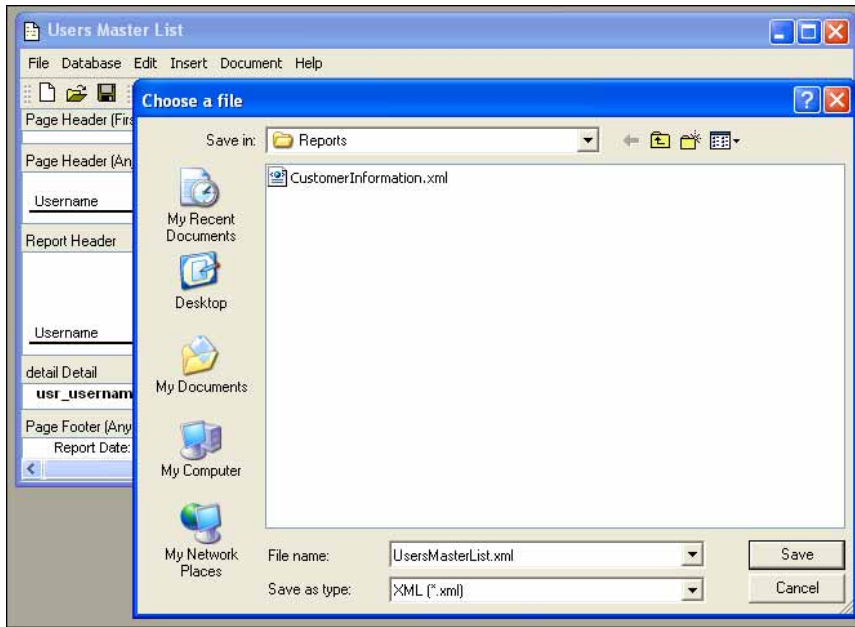 Users Master List
File Database Edit Insert Document Help
Choose a file
Page Header (Firs
Save in: Reports
Page Header (An
CustomerInformation.xml
Username
My Recent
Documents
Report Header
Desktop
Username
detail Detail
My Documents
usr_usernam
Page Footer (Any
Report Date:
My Computer
My Network
Places
File name: UsersMasterList.xml Save
Save as type: XML (*.xml) Cancel